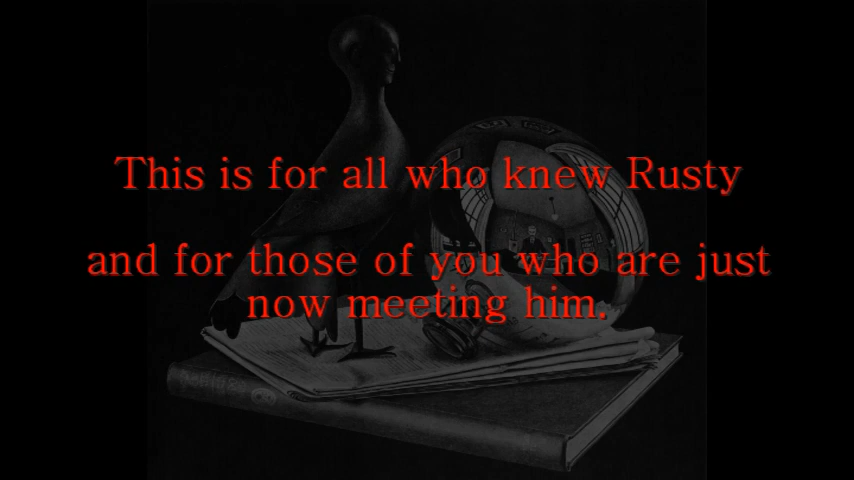 This is for all who knew Rusty
and for those of you who are just
now meeting him.